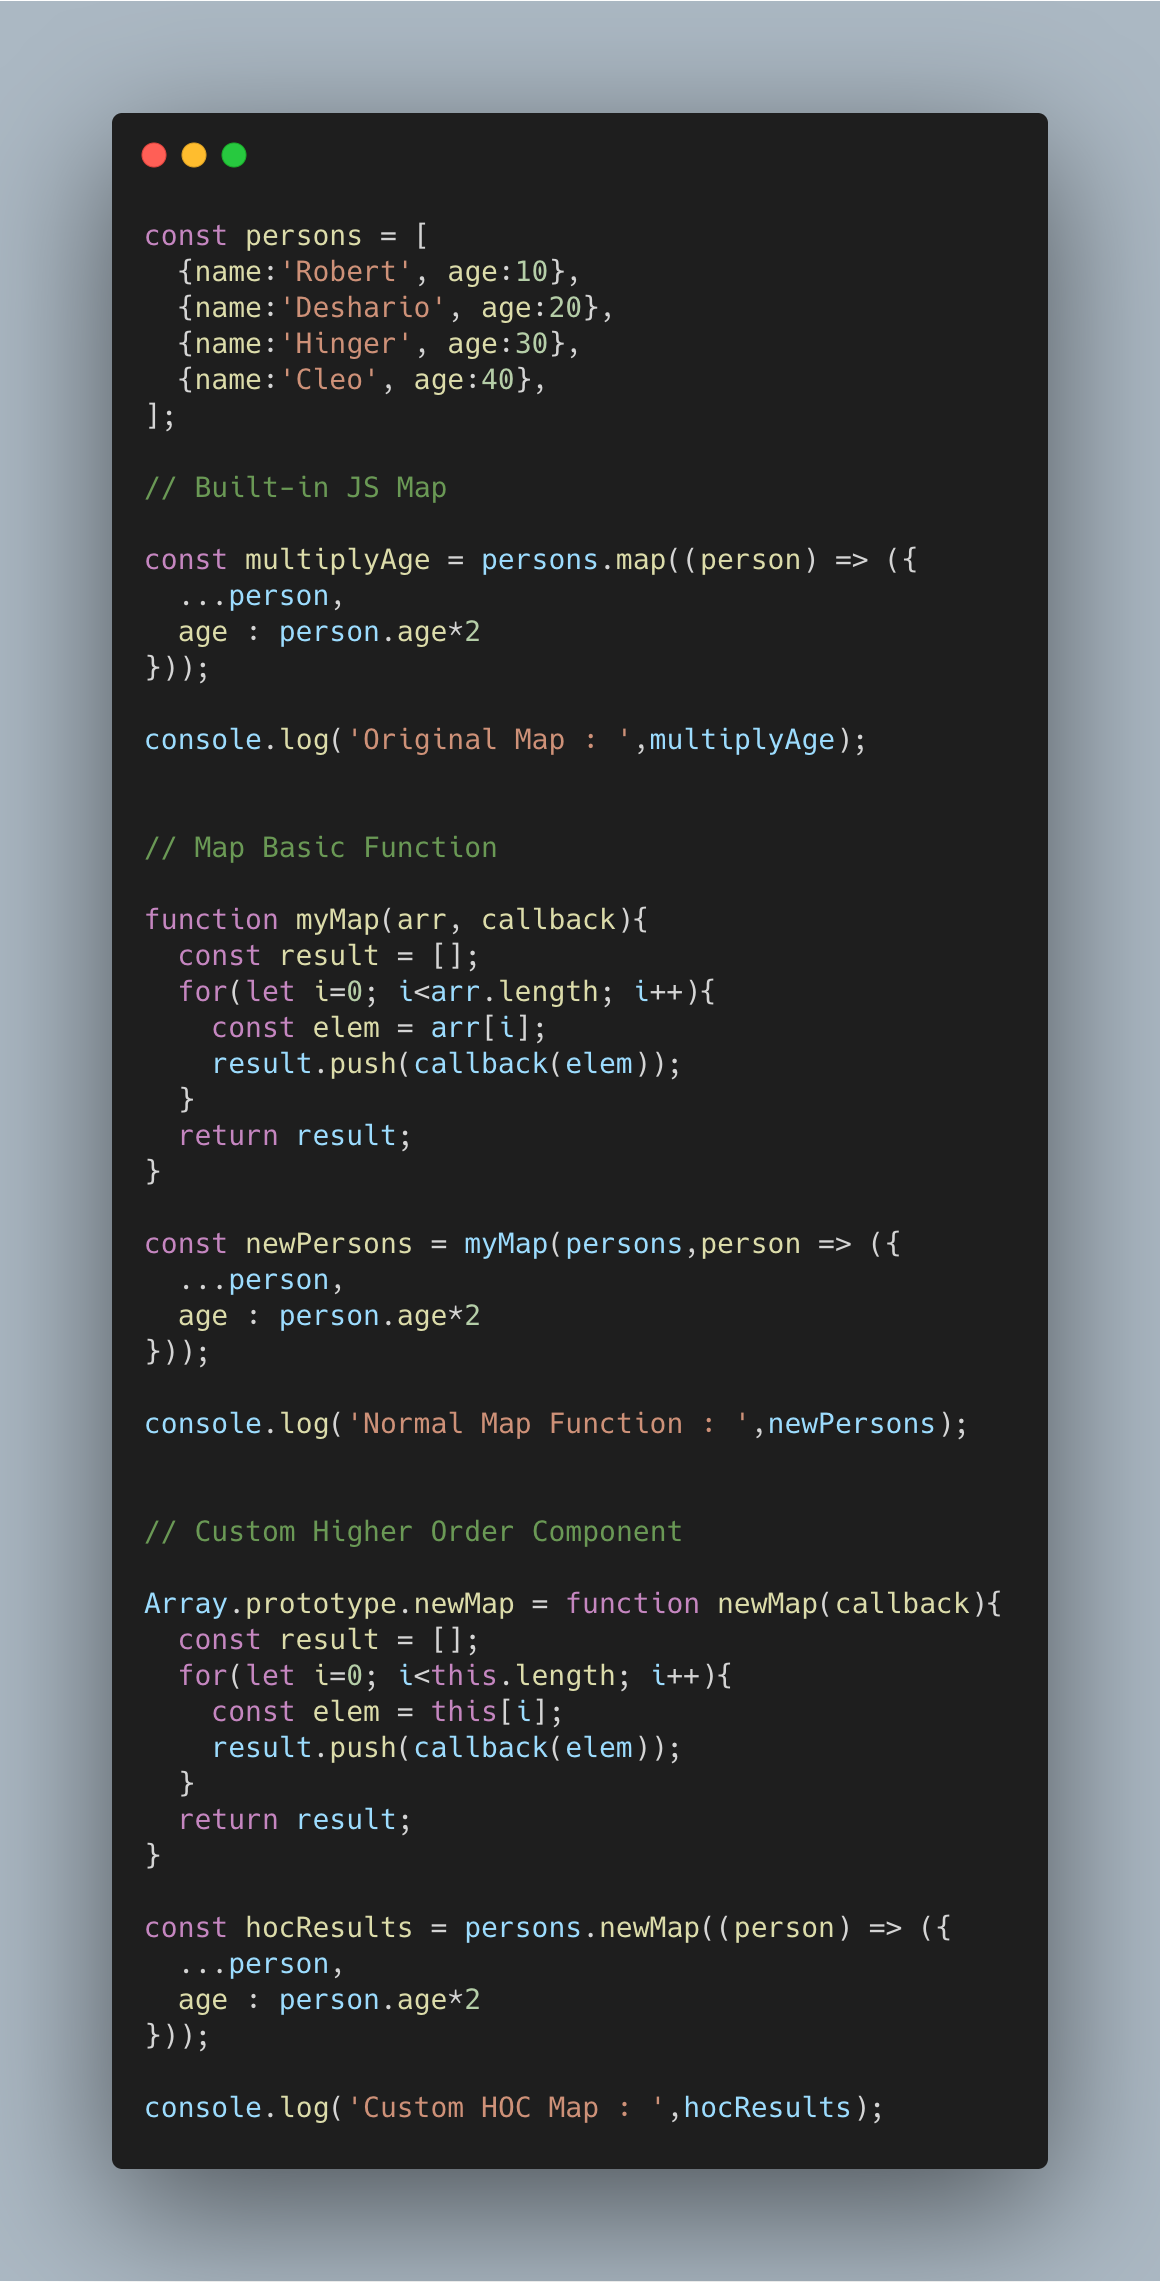 const persons = [
  {name:'Robert', age:10},
  {name:'Deshario', age:20},
  {name:'Hinger', age:30},
  {name:'Cleo', age:40},
];
// Built-in JS Map
const multiplyAge = persons.map((person) => ({
  ...person,
  age : person.age*2
}));
console.log('Original Map : ',multiplyAge);
// Map Basic Function
function myMap(arr, callback){
  const result = [];
  for(let i=0; i<arr.length; i++){
    const elem = arr[i];
    result.push(callback(elem));
  }
  return result;
}
const newPersons = myMap(persons,person => ({
  ...person,
  age : person.age*2
}));
console.log('Normal Map Function : ',newPersons);
// Custom Higher Order Component
Array.prototype.newMap = function newMap(callback){
  const result = [];
  for(let i=0; i<this.length; i++){
    const elem = this[i];
    result.push(callback(elem));
  }
  return result;
}
const hocResults = persons.newMap((person) => ({
  ...person,
  age : person.age*2
}));
console.log('Custom HOC Map : ',hocResults);